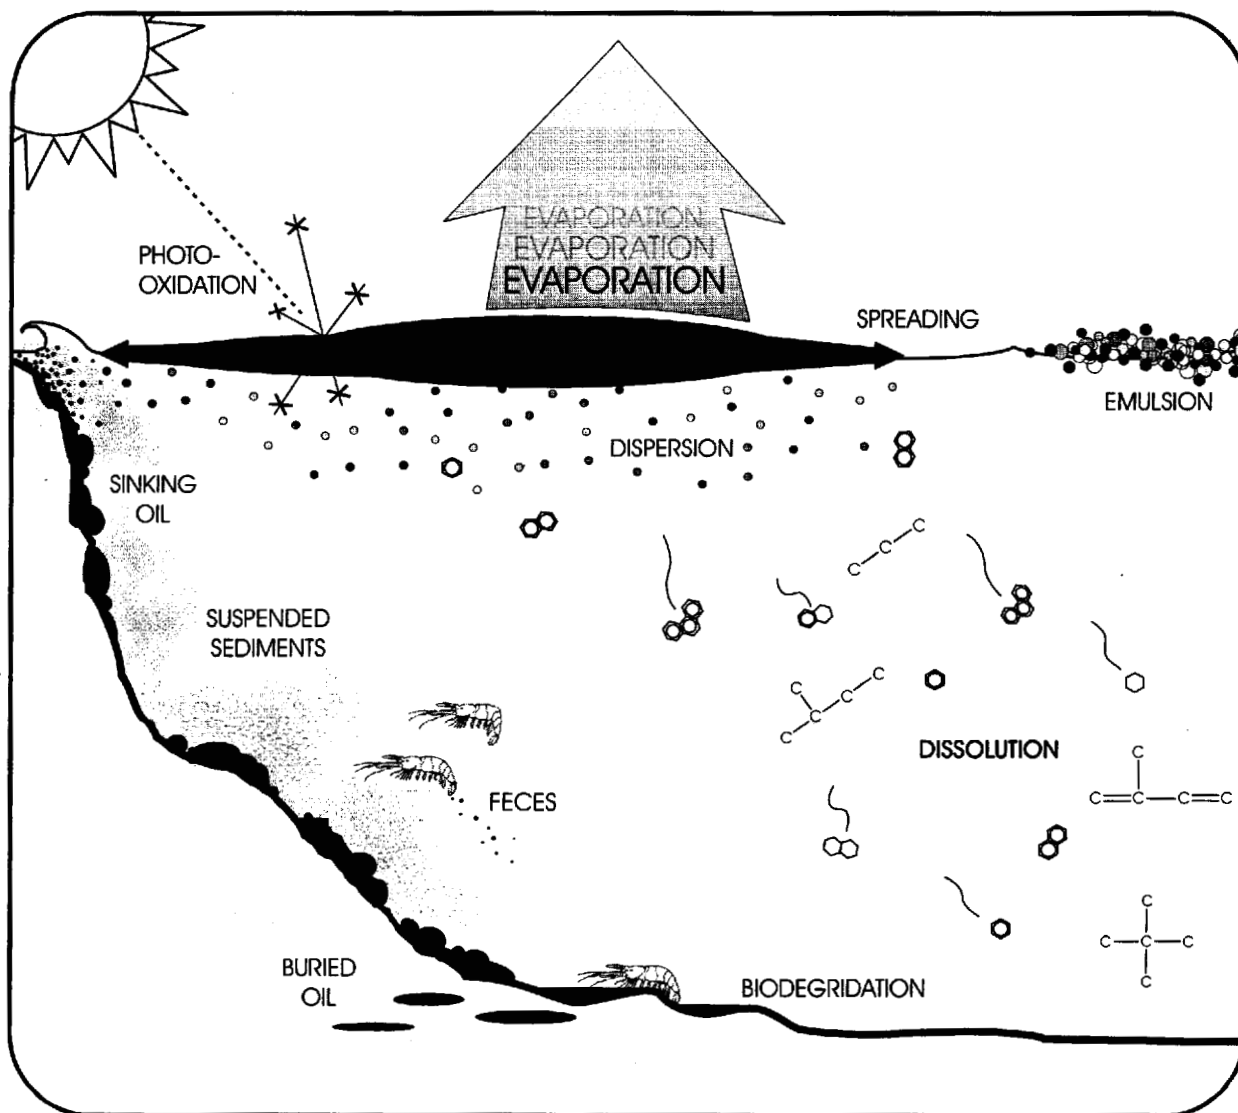 EVAPORATION
EVAPORATION
EVAPORATION
PHOTO-
OXIDATION
SPREADING
EMULSION
DISPERSION
SINKING
OIL
SUSPENDED
SEDIMENTS
C
C
C
C
C
C
C
C
DISSOLUTION
C
C
C
C
C
FECES
C
C
C
C
C
BURIED
OIL
BIODEGRIDATION